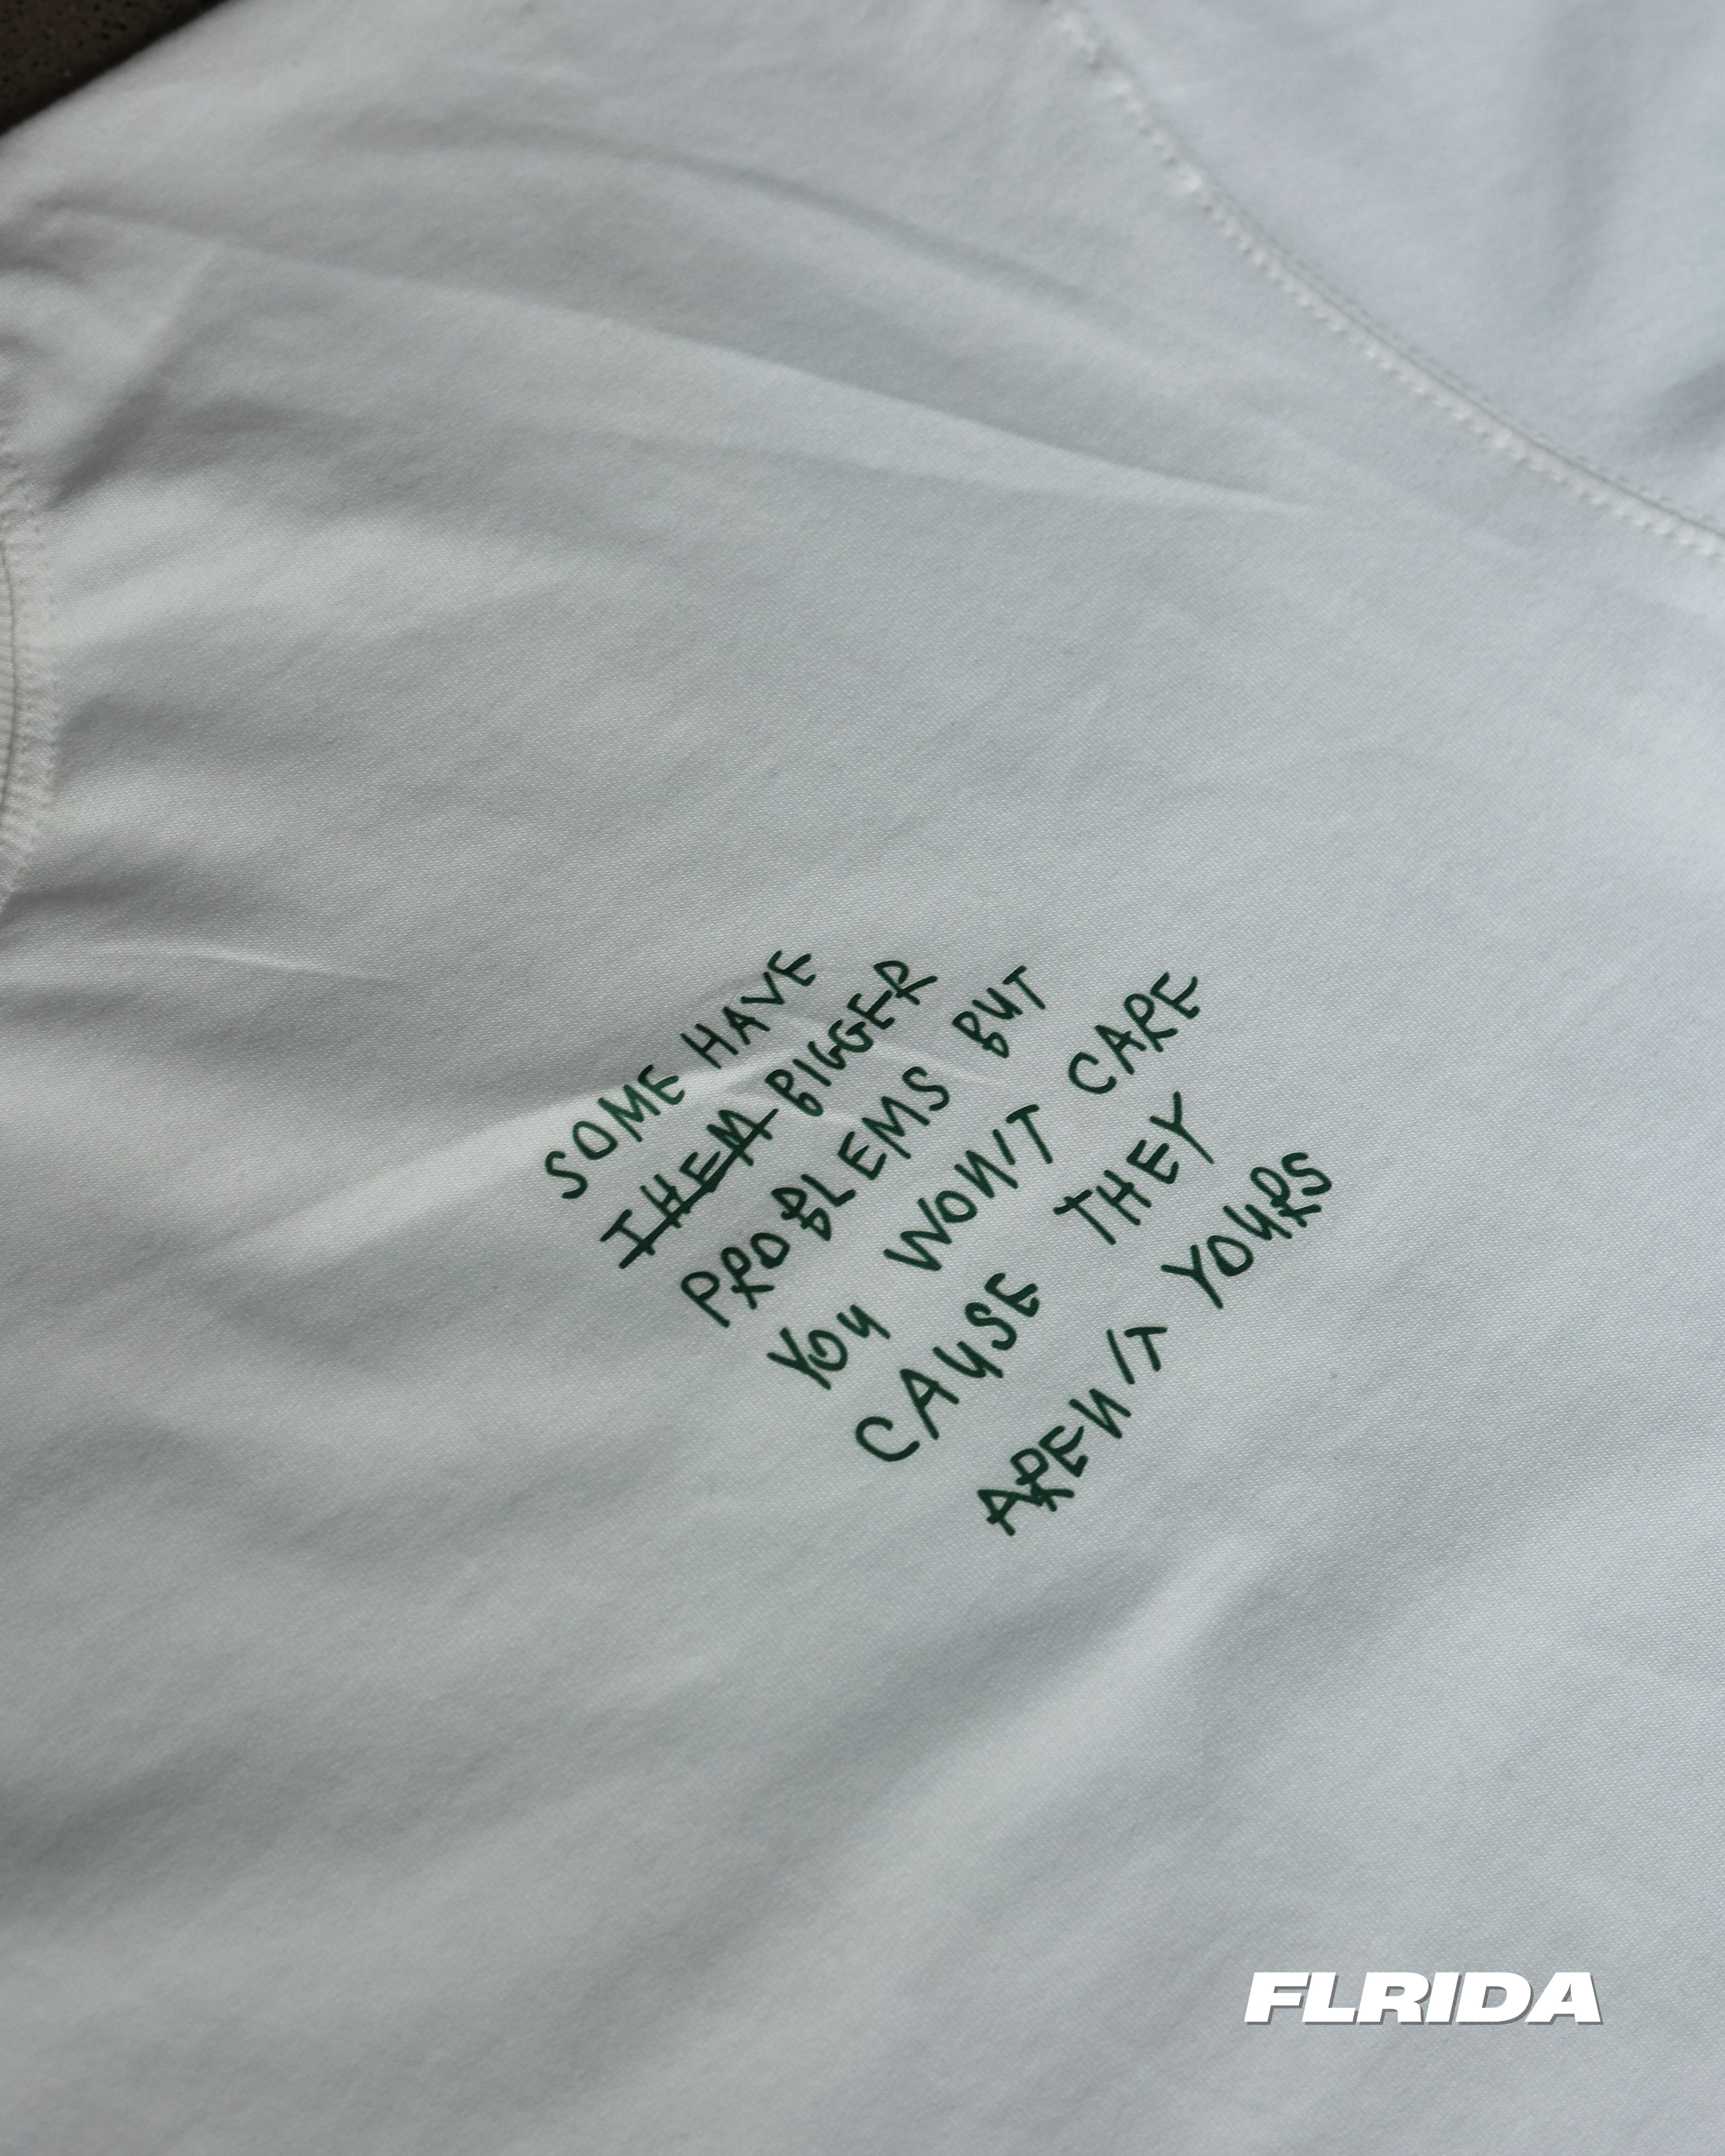 SOME HAVE
THEM BIGGER
PROBLEMS BUT
YOU WON'T CARE
CAUSE THEY
AREN'T YOURS
FLRIDA